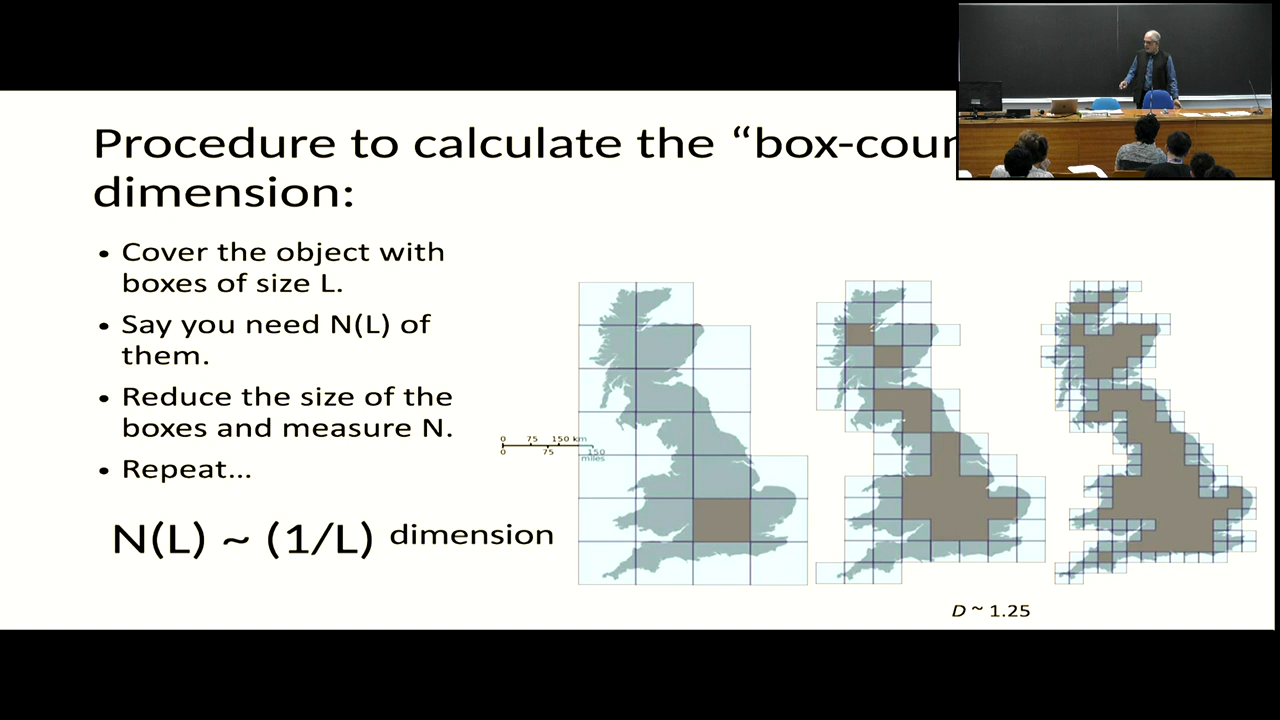 Procedure to calculate the “box-coun
dimension:
• Cover the object with
boxes of size L.
• Say you need N(L) of
them.
• Reduce the size of the
boxes and measure N.
• Repeat...
N(L) ~ (1/L) dimension
0 75 150 km
0 75 150
miles
D ~ 1.25